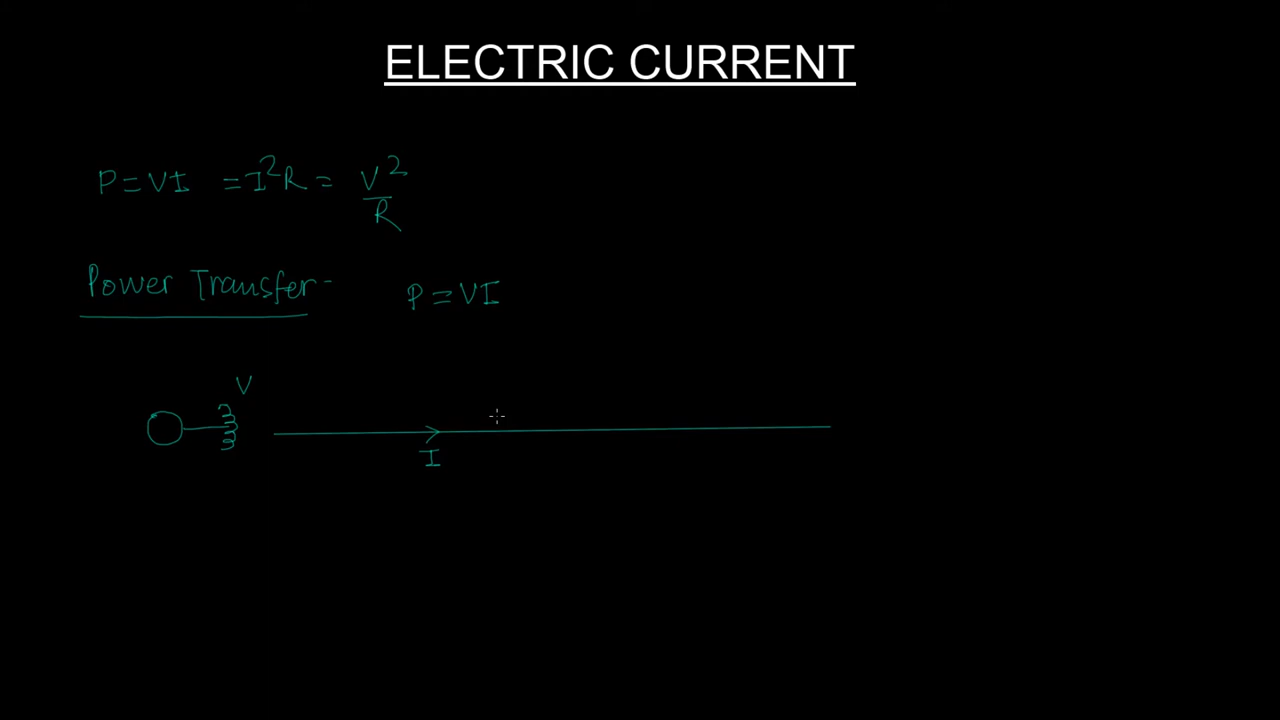 ELECTRIC CURRENT
P=VI =I²R= V²/R
Power Transfer- P=VI
V
I